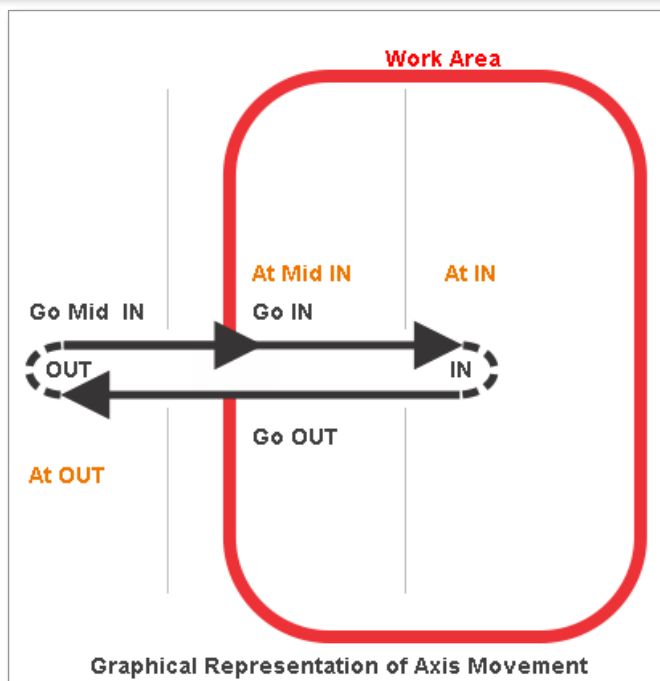 Work Area
At Mid IN
At IN
Go Mid  IN
Go IN
OUT
IN
Go OUT
At OUT
Graphical Representation of Axis Movement